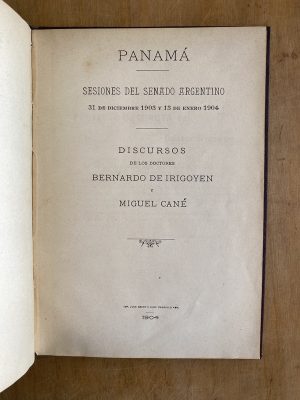 PANAMÁ
SESIONES DEL SENADO ARGENTINO
31 DE DICIEMBRE 1903 Y 13 DE ENERO 1904
DISCURSOS
DE LOS DOCTORES
BERNARDO DE IRIGOYEN
Y
MIGUEL CANÉ
1904